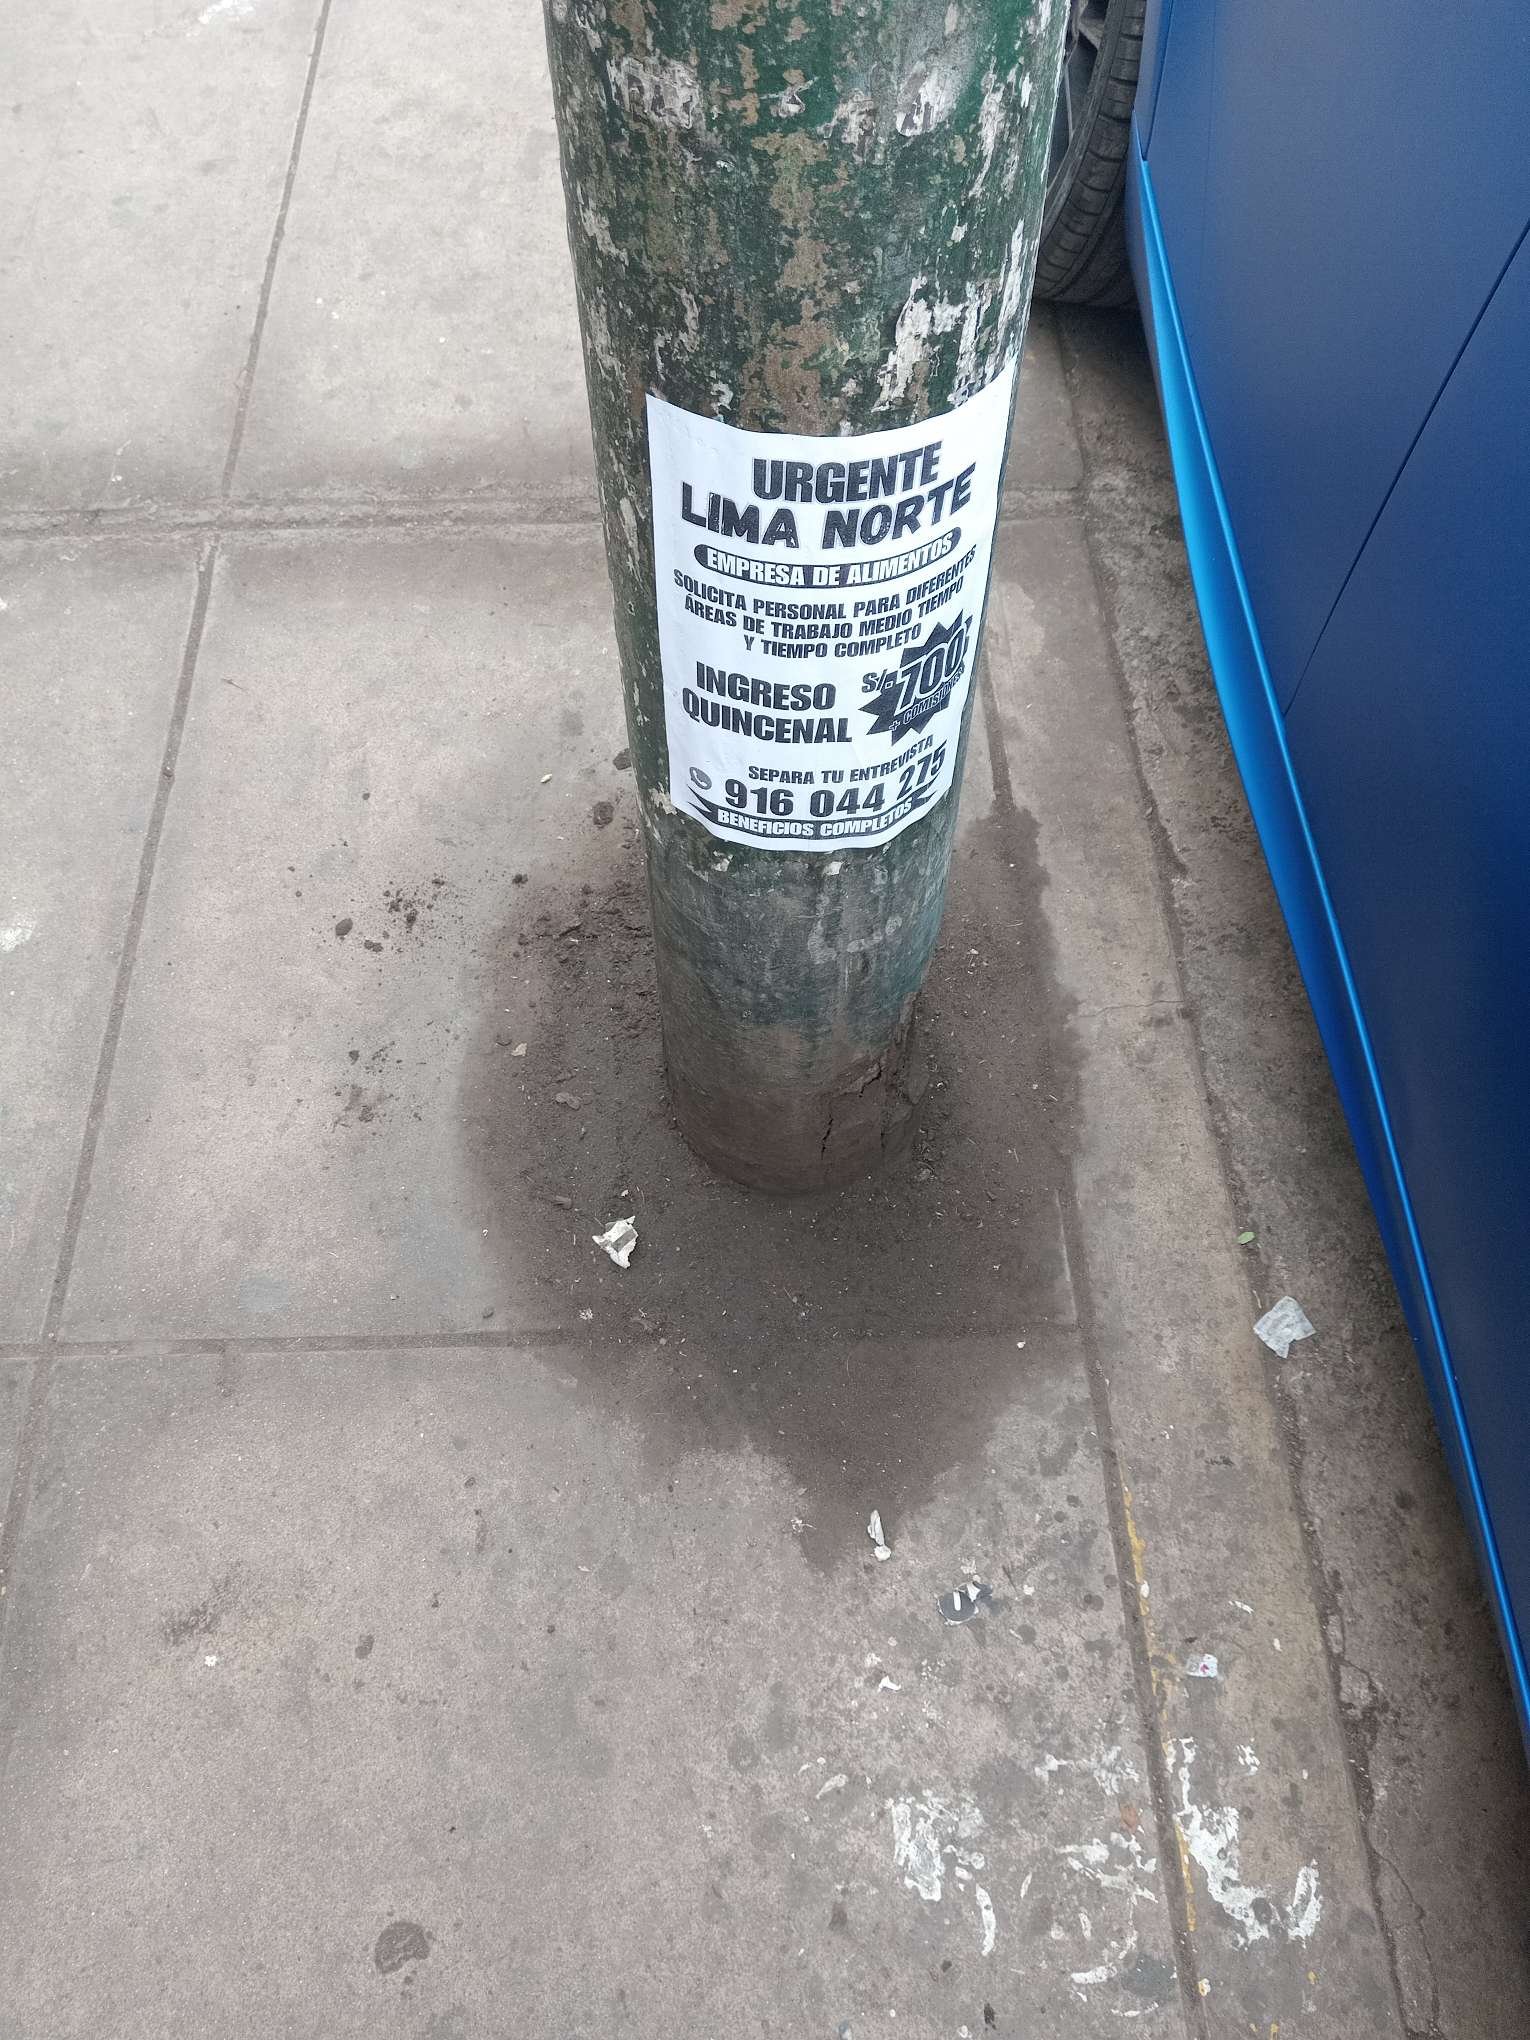 URGENTE
LIMA NORTE
EMPRESA DE ALIMENTOS
SOLICITA PERSONAL PARA DIFERENTES
ÁREAS DE TRABAJO MEDIO TIEMPO
Y TIEMPO COMPLETO
INGRESO
QUINCENAL
S/. 700
+ COMISIONES
SEPARA TU ENTREVISTA
916 044 275
BENEFICIOS COMPLETOS